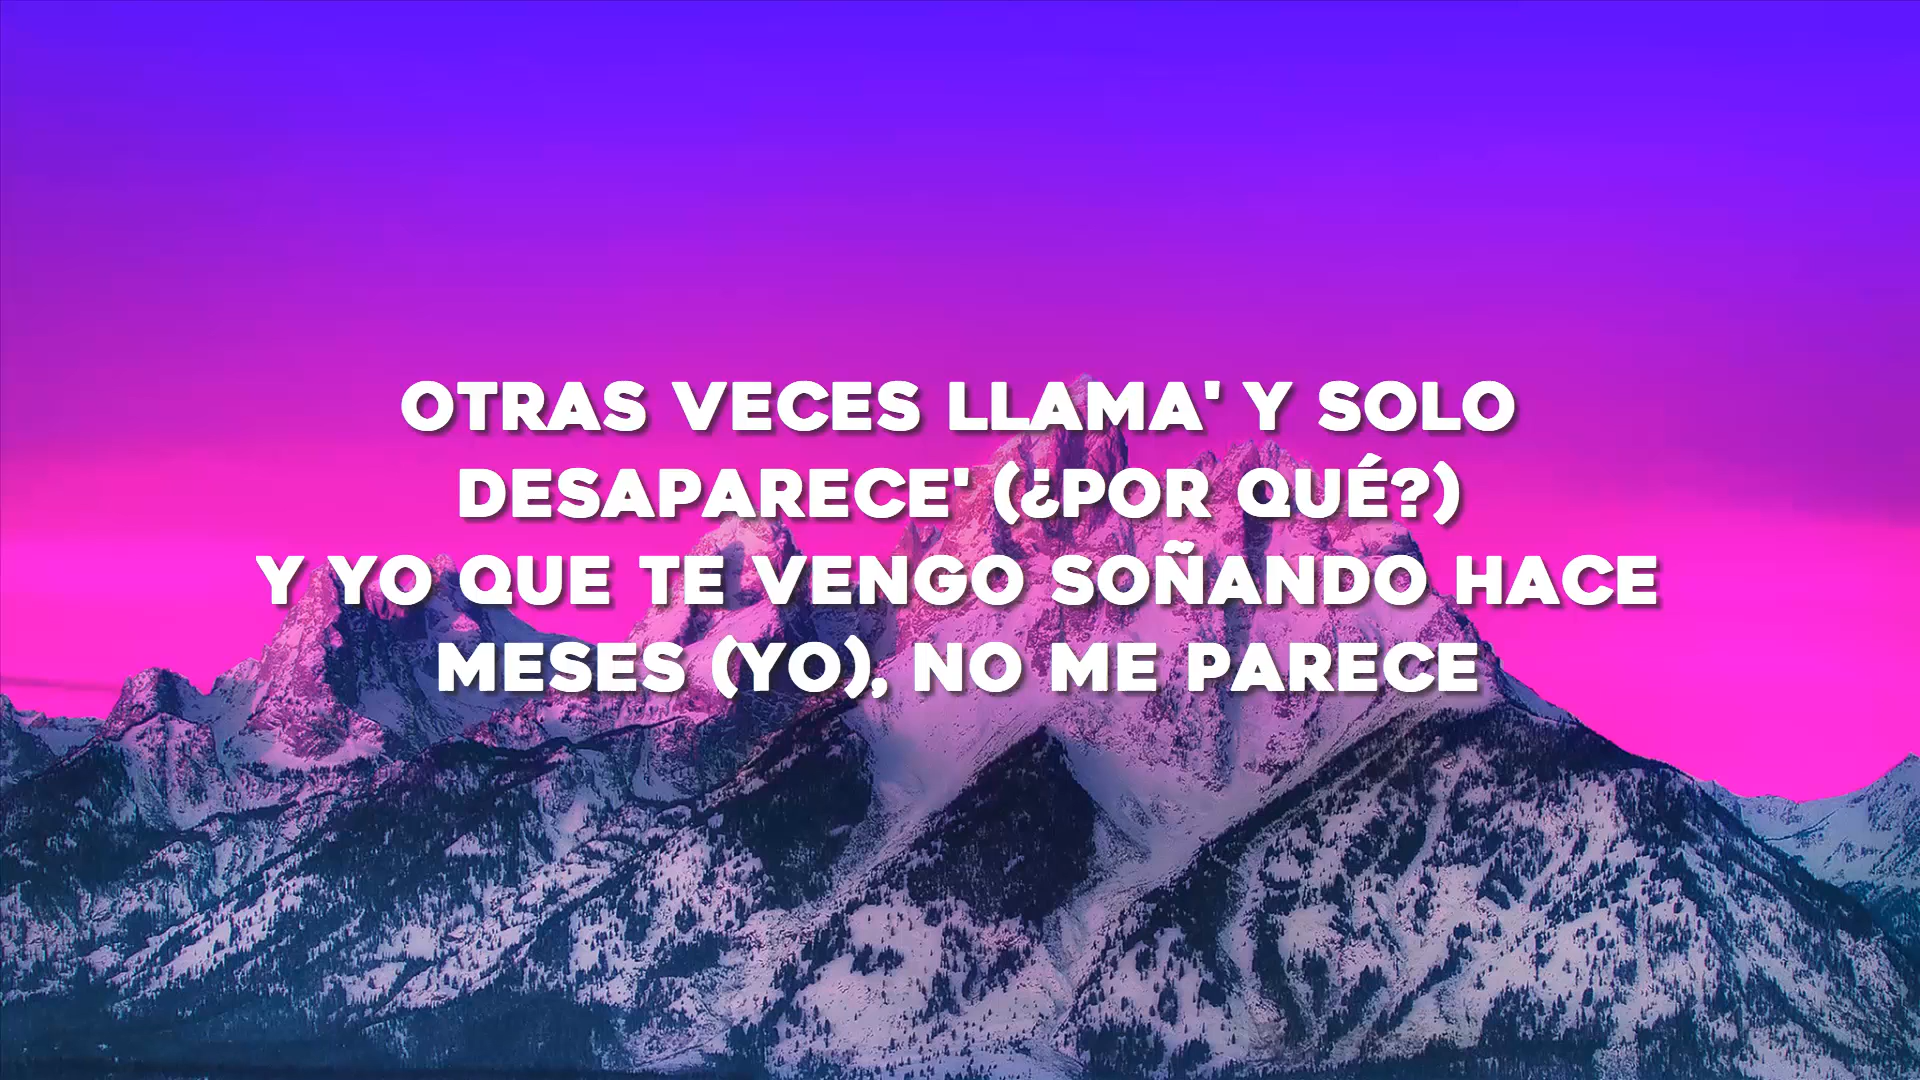 OTRAS VECES LLAMA' Y SOLO
DESAPARECE' (¿POR QUÉ?)
Y YO QUE TE VENGO SOÑANDO HACE
MESES (YO), NO ME PARECE